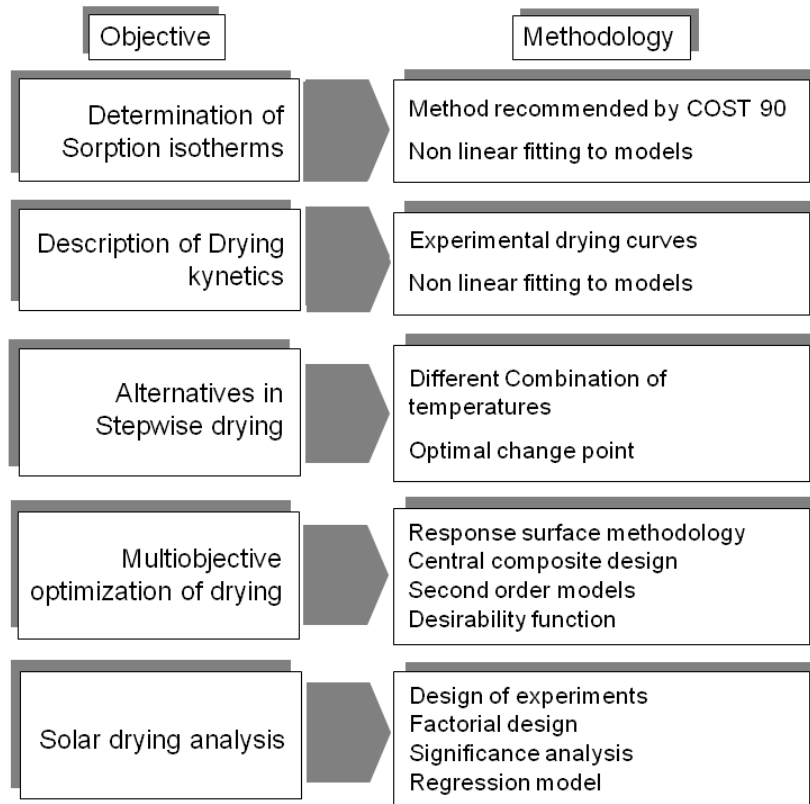 Objective
Methodology
Determination of
Sorption isotherms
Method recommended by COST 90
Non linear fitting to models
Description of Drying
kynetics
Experimental drying curves
Non linear fitting to models
Alternatives in
Stepwise drying
Different Combination of
temperatures
Optimal change point
Multiobjective
optimization of drying
Response surface methodology
Central composite design
Second order models
Desirability function
Solar drying analysis
Design of experiments
Factorial design
Significance analysis
Regression model